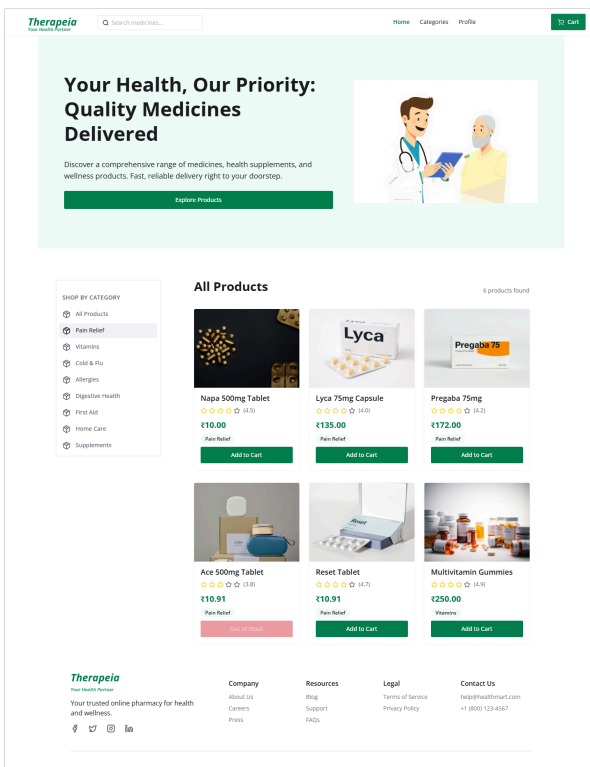 Therapeia
Your Health Partner
Search medicines...
Home
Categories
Profile
Cart
Your Health, Our Priority:
Quality Medicines
Delivered
Discover a comprehensive range of medicines, health supplements, and
wellness products. Fast, reliable delivery right to your doorstep.
Explore Products
SHOP BY CATEGORY
All Products
Pain Relief
Vitamins
Cold & Flu
Allergies
Digestive Health
First Aid
Home Care
Supplements
All Products
6 products found
Lyca
Pregaba 75
Napa 500mg Tablet
(4.5)
₹10.00
Pain Relief
Add to Cart
Lyca 75mg Capsule
(4.0)
₹135.00
Pain Relief
Add to Cart
Pregaba 75mg
(4.2)
₹172.00
Pain Relief
Add to Cart
Reset
Ace 500mg Tablet
(3.8)
₹10.91
Pain Relief
Out of Stock
Reset Tablet
(4.7)
₹10.91
Pain Relief
Add to Cart
Multivitamin Gummies
(4.9)
₹250.00
Vitamins
Add to Cart
Therapeia
Your Health Partner
Your trusted online pharmacy for health
and wellness.
Company
About Us
Careers
Press
Resources
Blog
Support
FAQs
Legal
Terms of Service
Privacy Policy
Contact Us
help@healthmart.com
+1 (800) 123-4567